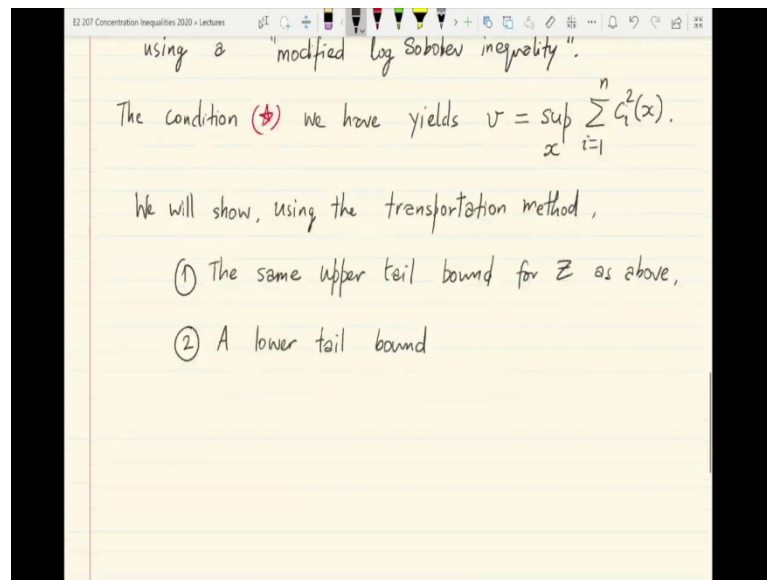 E2 207 Concentration Inequalities 2020 » Lectures
using a "modified log Sobolev inequality".
The condition (☆) we have yields v = sup_x ∑_{i=1}^{n} c_i^2(x).
We will show, using the transportation method,
① The same upper tail bound for Z as above,
② A lower tail bound